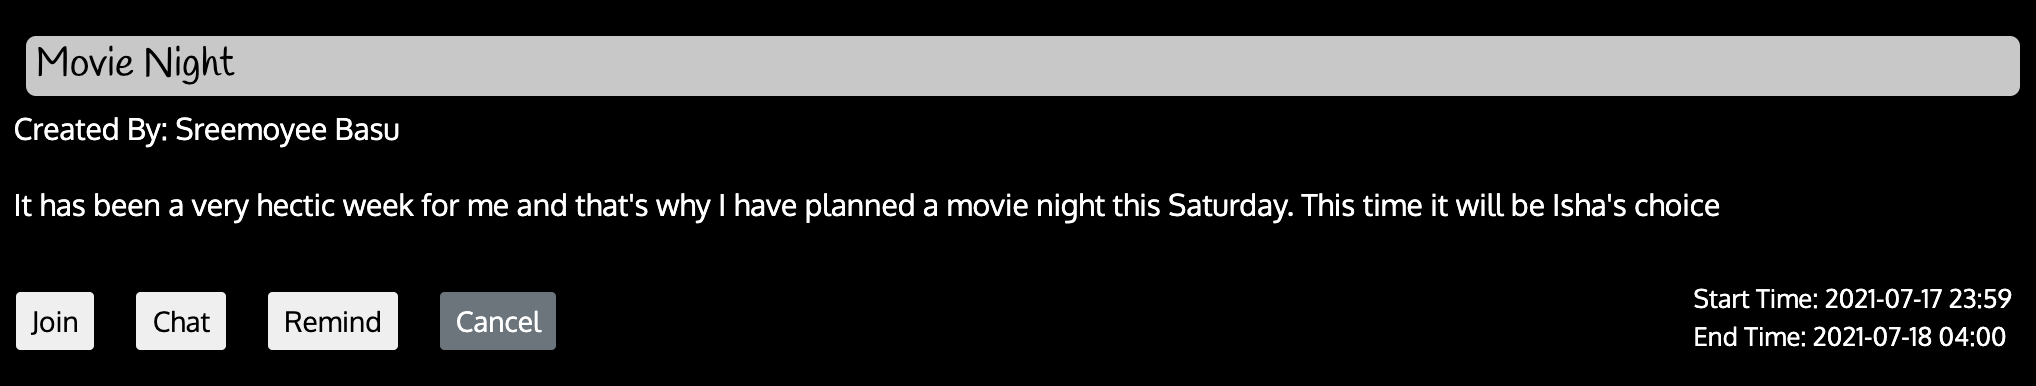 Movie Night
Created By: Sreemoyee Basu
It has been a very hectic week for me and that's why I have planned a movie night this Saturday. This time it will be Isha's choice
Join Chat Remind Cancel
Start Time: 2021-07-17 23:59
End Time: 2021-07-18 04:00